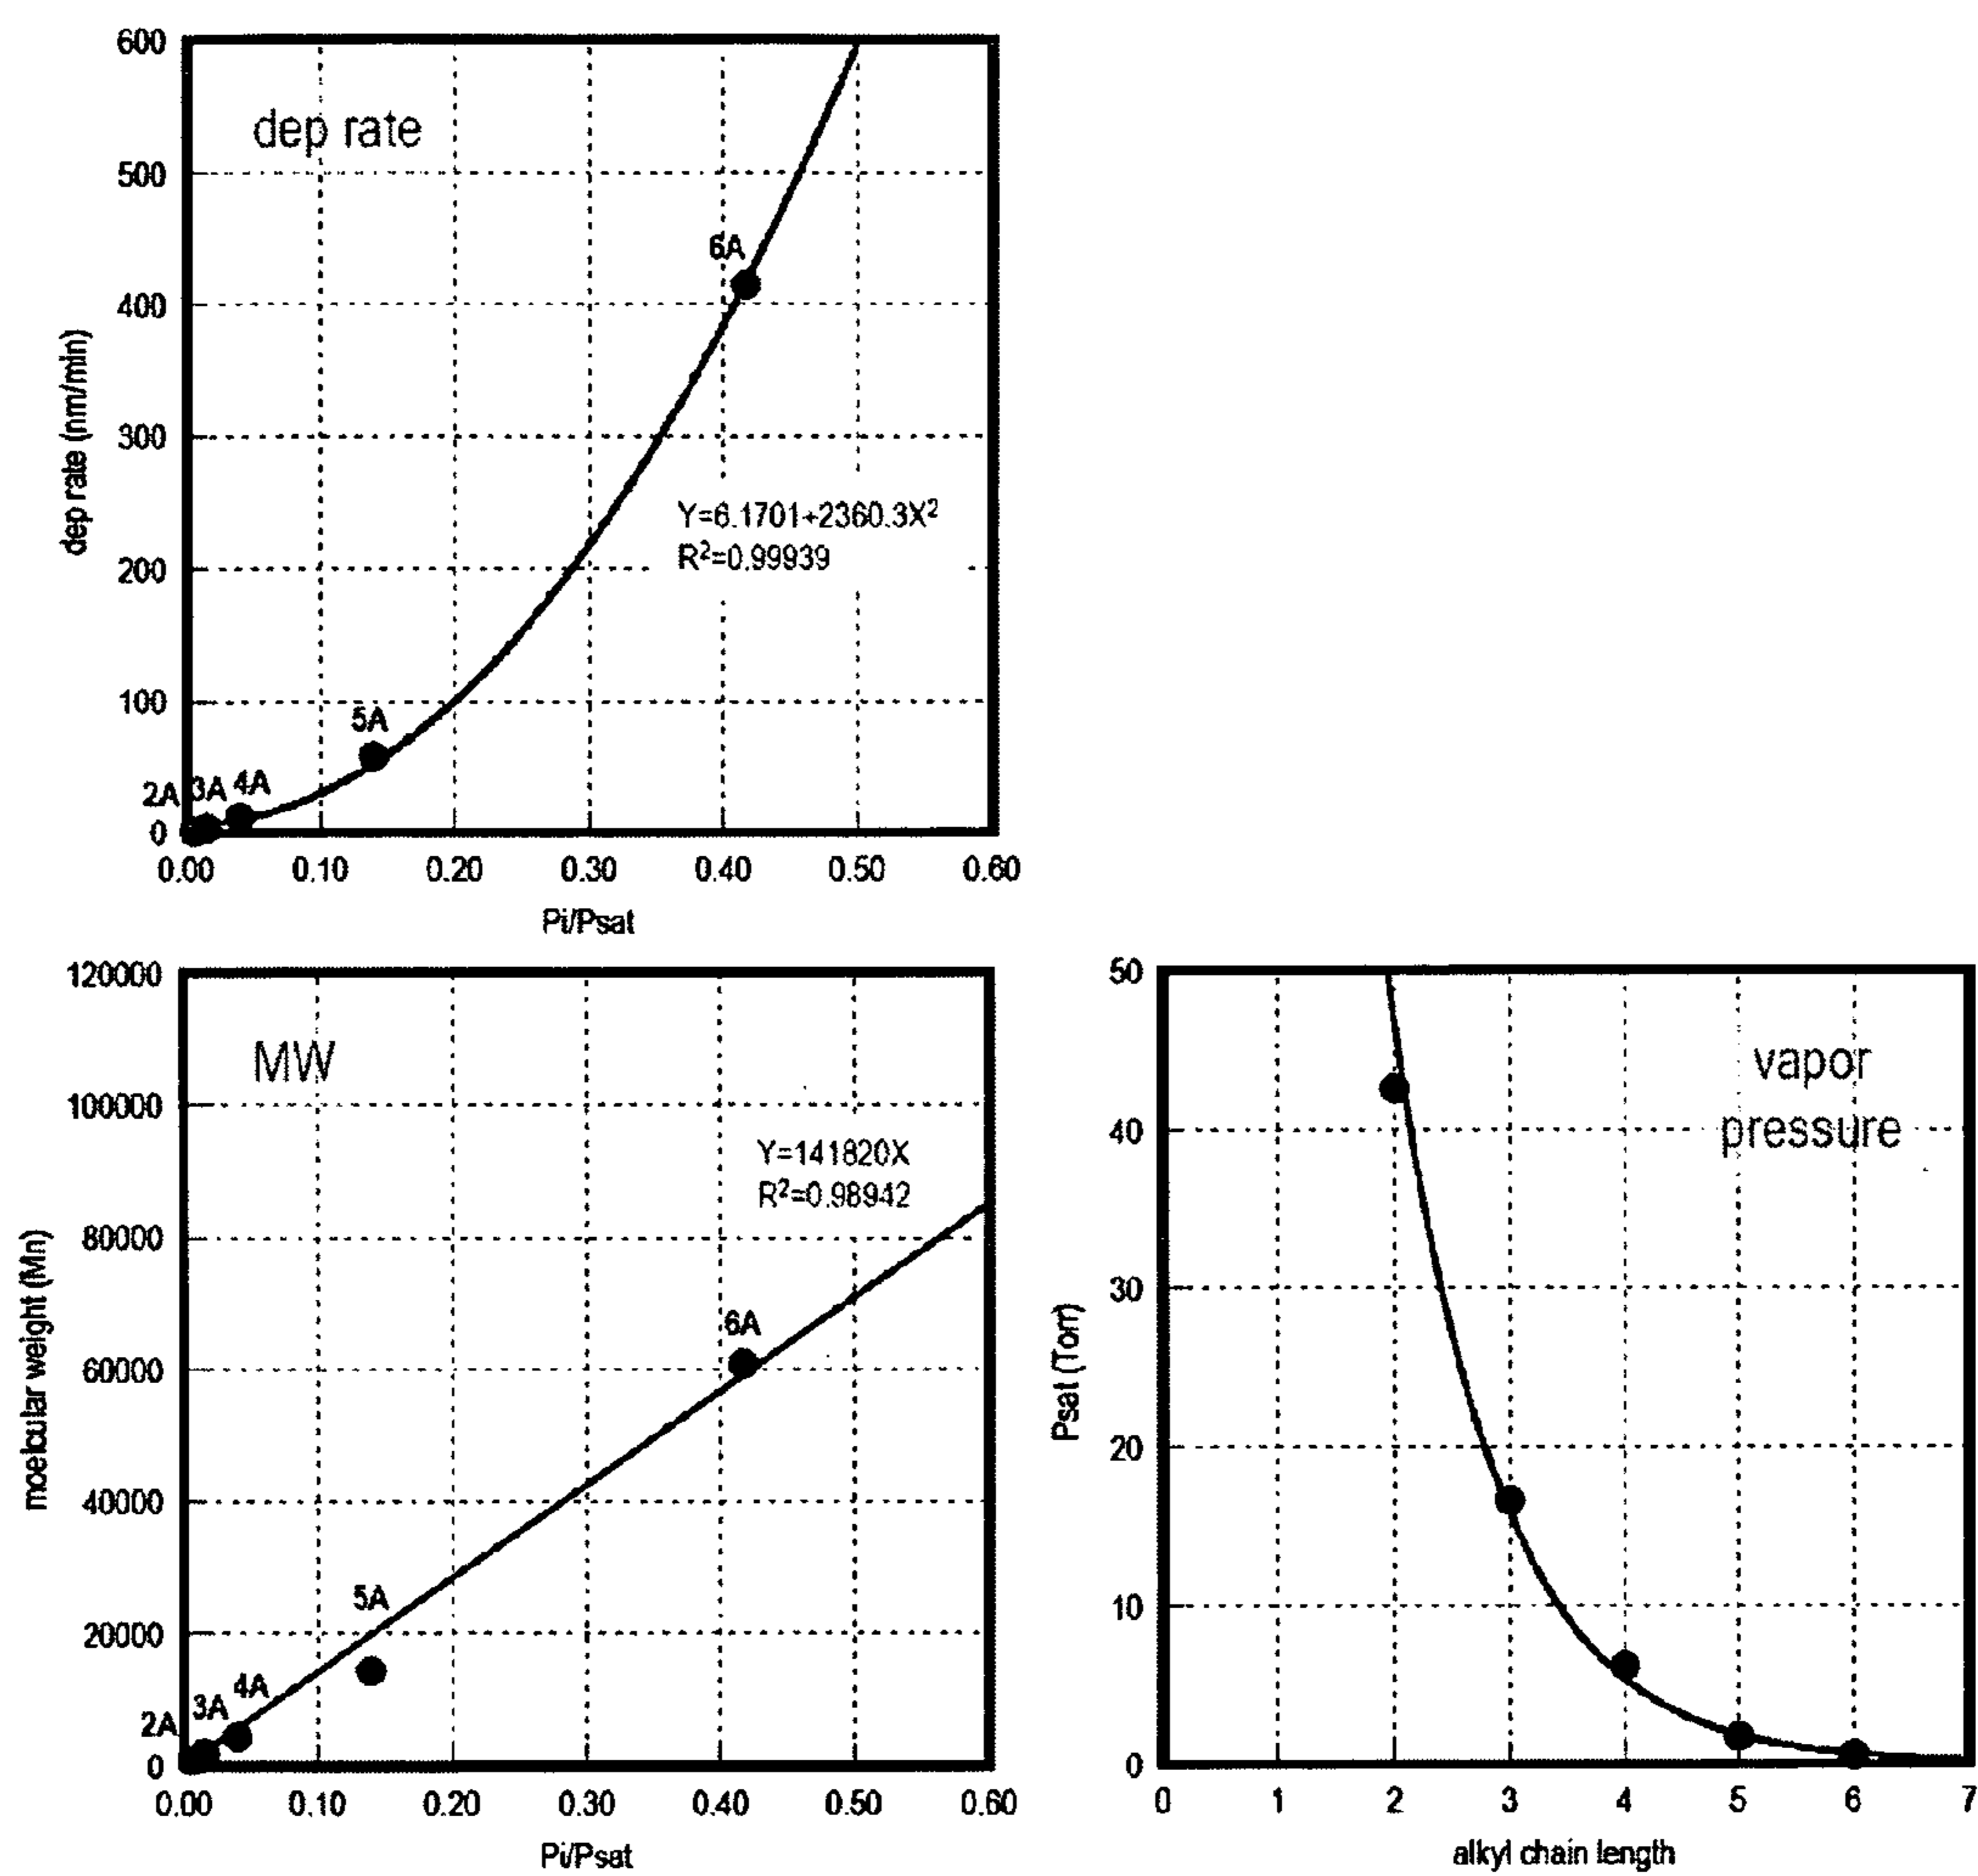 600
500
400
300
200
100
0
dep rate (nm/min)
dep rate
6A
5A
2A 3A 4A
Y=6.1701+2360.3X²
R²=0.99939
0.00 0.10 0.20 0.30 0.40 0.50 0.60
Pi/Psat
120000
100000
80000
60000
40000
20000
0
moelcular weight (Mn)
MW
Y=141820X
R²=0.98942
6A
5A
4A
3A
2A
0.00 0.10 0.20 0.30 0.40 0.50 0.60
Pi/Psat
50
40
30
20
10
0
Psat (Torr)
vapor
pressure
0 1 2 3 4 5 6 7
alkyl chain length